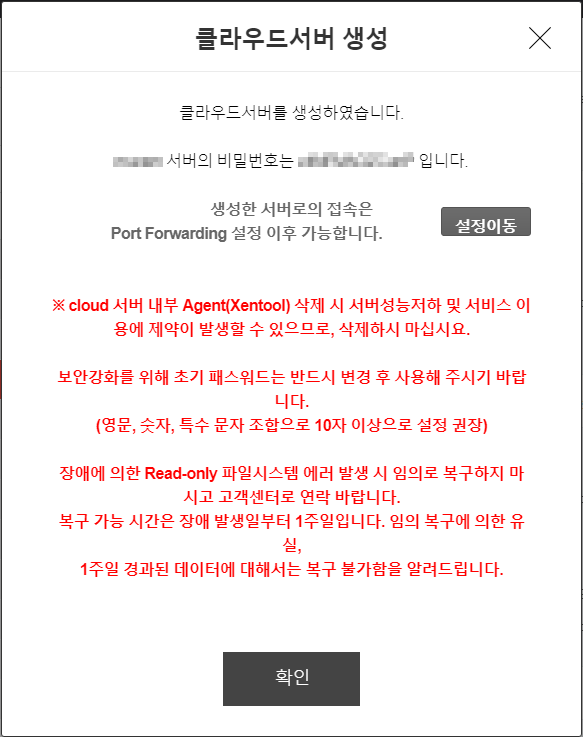 클라우드서버 생성
클라우드서버를 생성하였습니다.
서버의 비밀번호는 입니다.
생성한 서버로의 접속은
Port Forwarding 설정 이후 가능합니다.
설정이동
※ cloud 서버 내부 Agent(Xentool) 삭제 시 서버성능저하 및 서비스 이
용에 제약이 발생할 수 있으므로, 삭제하시 마십시요.
보안강화를 위해 초기 패스워드는 반드시 변경 후 사용해 주시기 바랍
니다.
(영문, 숫자, 특수 문자 조합으로 10자 이상으로 설정 권장)
장애에 의한 Read-only 파일시스템 에러 발생 시 임의로 복구하지 마
시고 고객센터로 연락 바랍니다.
복구 가능 시간은 장애 발생일부터 1주일입니다. 임의 복구에 의한 유
실,
1주일 경과된 데이터에 대해서는 복구 불가함을 알려드립니다.
확인